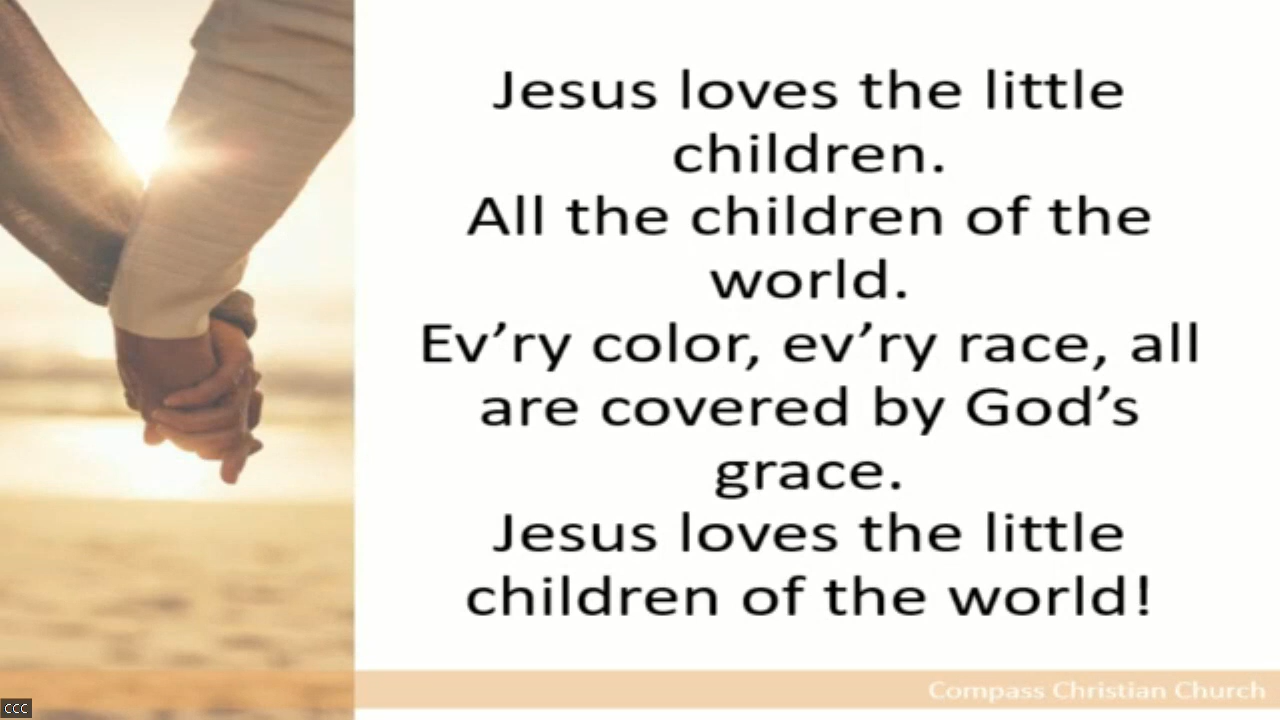 Jesus loves the little
children.
All the children of the
world.
Ev’ry color, ev’ry race, all
are covered by God’s
grace.
Jesus loves the little
children of the world!
Compass Christian Church
CCC